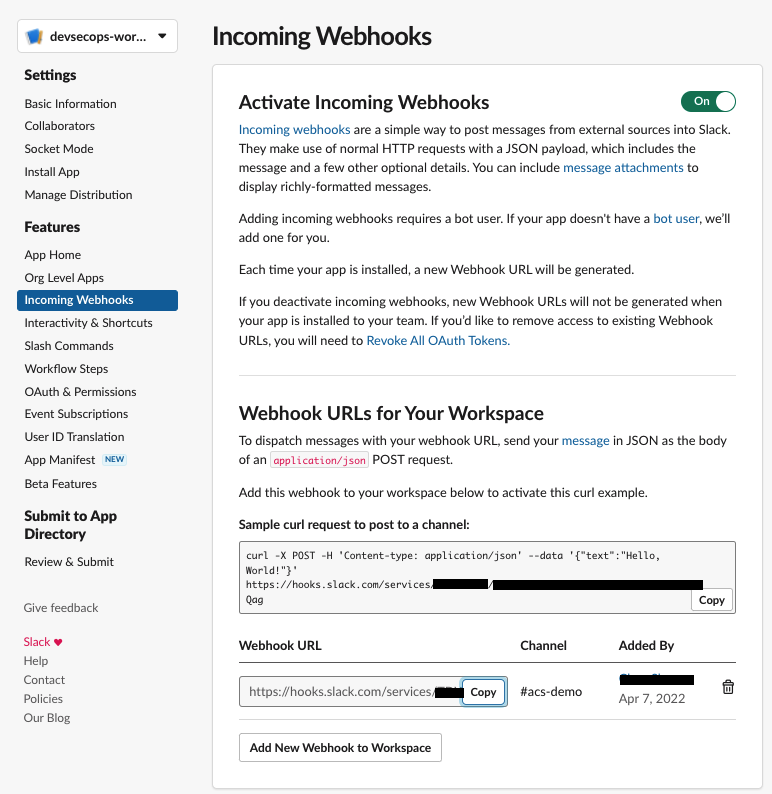 devsecops-wor...
Settings
Basic Information
Collaborators
Socket Mode
Install App
Manage Distribution
Features
App Home
Org Level Apps
Incoming Webhooks
Interactivity & Shortcuts
Slash Commands
Workflow Steps
OAuth & Permissions
Event Subscriptions
User ID Translation
App Manifest NEW
Beta Features
Submit to App
Directory
Review & Submit
Give feedback
Slack ♥
Help
Contact
Policies
Our Blog
Incoming Webhooks
Activate Incoming Webhooks
On
Incoming webhooks are a simple way to post messages from external sources into Slack.
They make use of normal HTTP requests with a JSON payload, which includes the
message and a few other optional details. You can include message attachments to
display richly-formatted messages.
Adding incoming webhooks requires a bot user. If your app doesn't have a bot user, we'll
add one for you.
Each time your app is installed, a new Webhook URL will be generated.
If you deactivate incoming webhooks, new Webhook URLs will not be generated when
your app is installed to your team. If you'd like to remove access to existing Webhook
URLs, you will need to Revoke All OAuth Tokens.
Webhook URLs for Your Workspace
To dispatch messages with your webhook URL, send your message in JSON as the body
of an application/json POST request.
Add this webhook to your workspace below to activate this curl example.
Sample curl request to post to a channel:
curl -X POST -H 'Content-type: application/json' --data '{"text":"Hello,
World!"}'
https://hooks.slack.com/services/ /
Qag
Copy
Webhook URL Channel Added By
https://hooks.slack.com/services/ Copy #acs-demo
Apr 7, 2022
Add New Webhook to Workspace